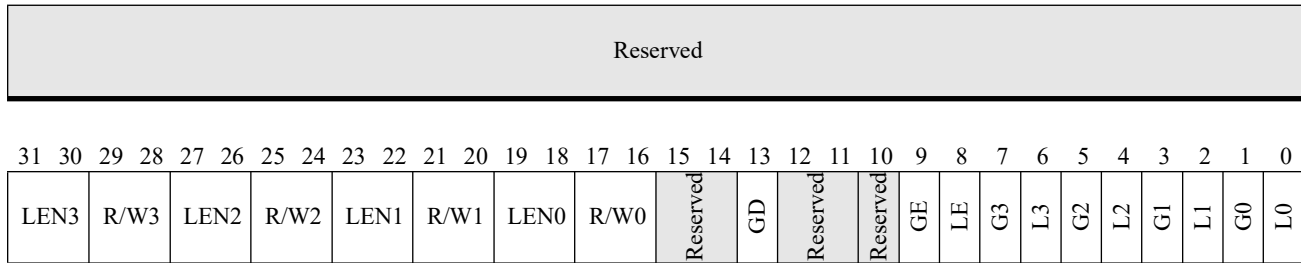 Reserved
31 30 29 28 27 26 25 24 23 22 21 20 19 18 17 16 15 14 13 12 11 10 9 8 7 6 5 4 3 2 1 0
LEN3 R/W3 LEN2 R/W2 LEN1 R/W1 LEN0 R/W0 Reserved GD Reserved Reserved GE LE G3 L3 G2 L2 G1 L1 G0 L0